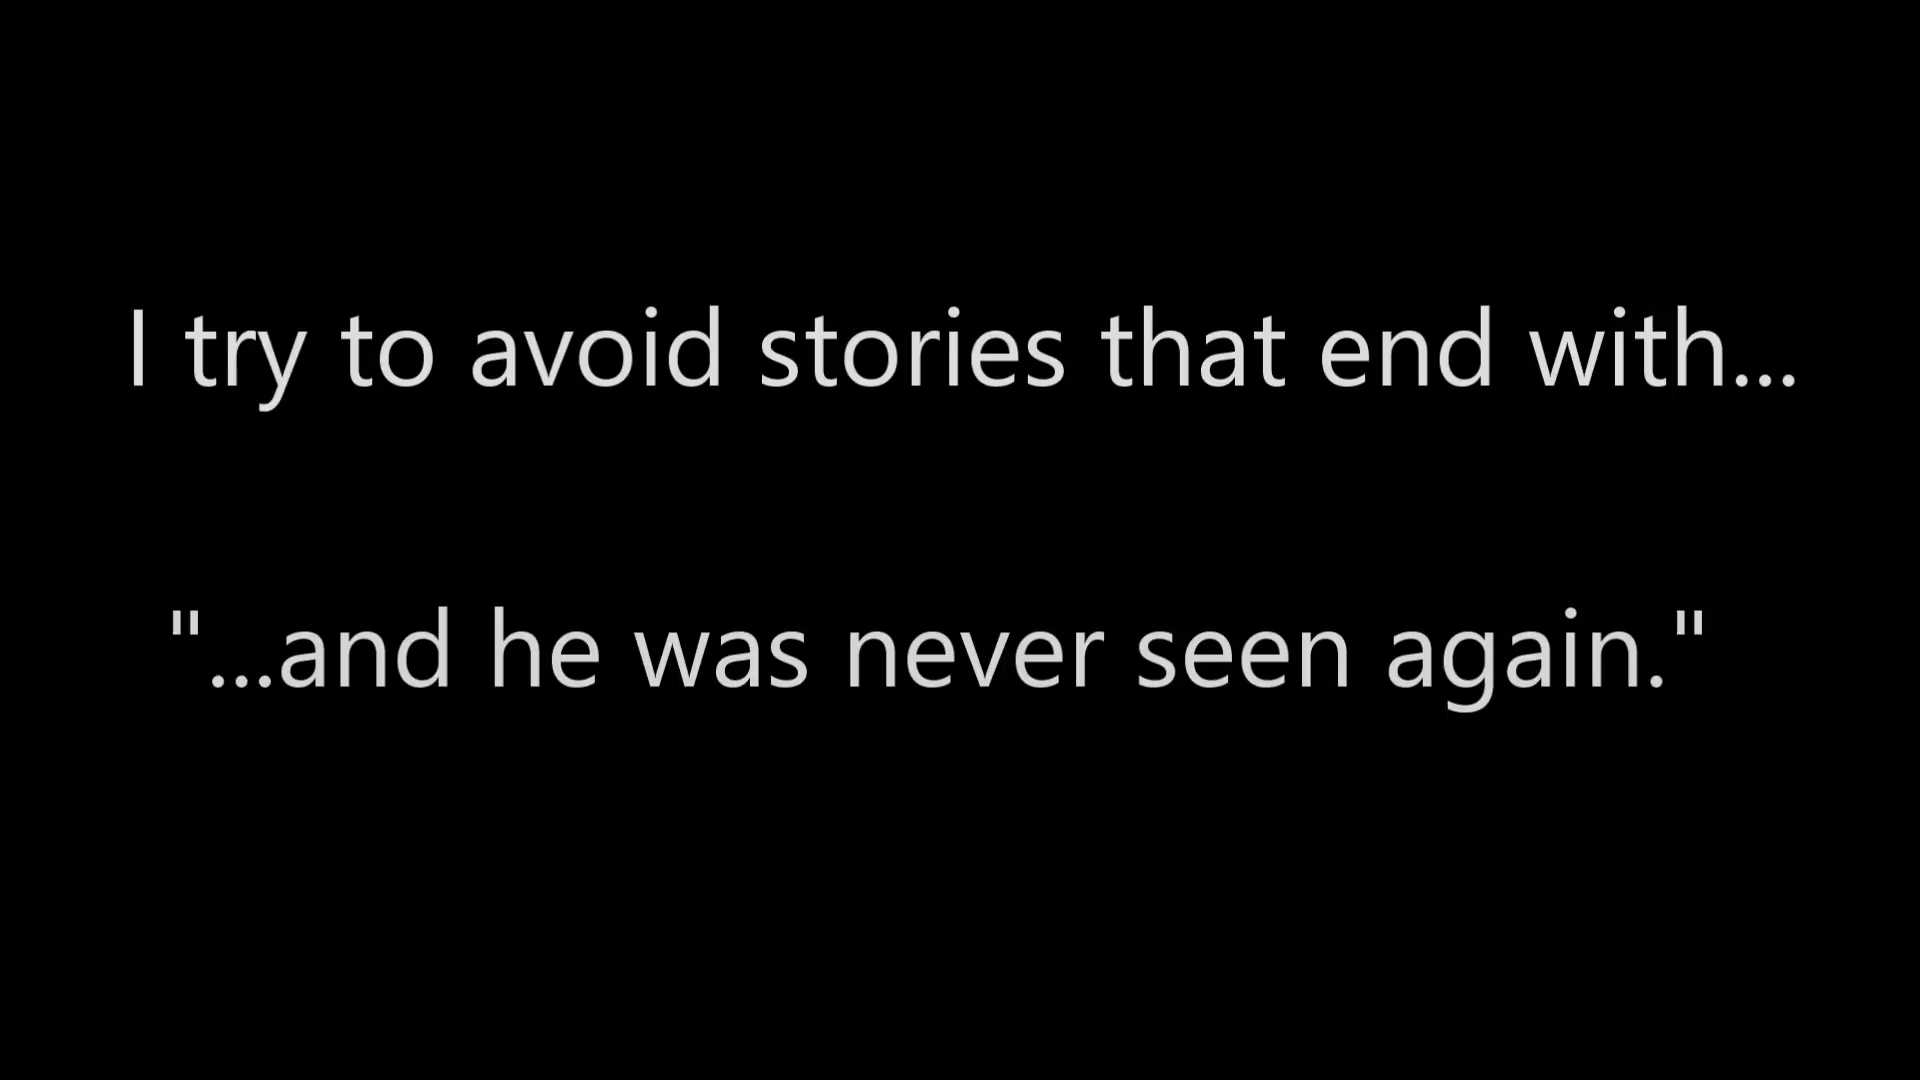 I try to avoid stories that end with...
"...and he was never seen again."